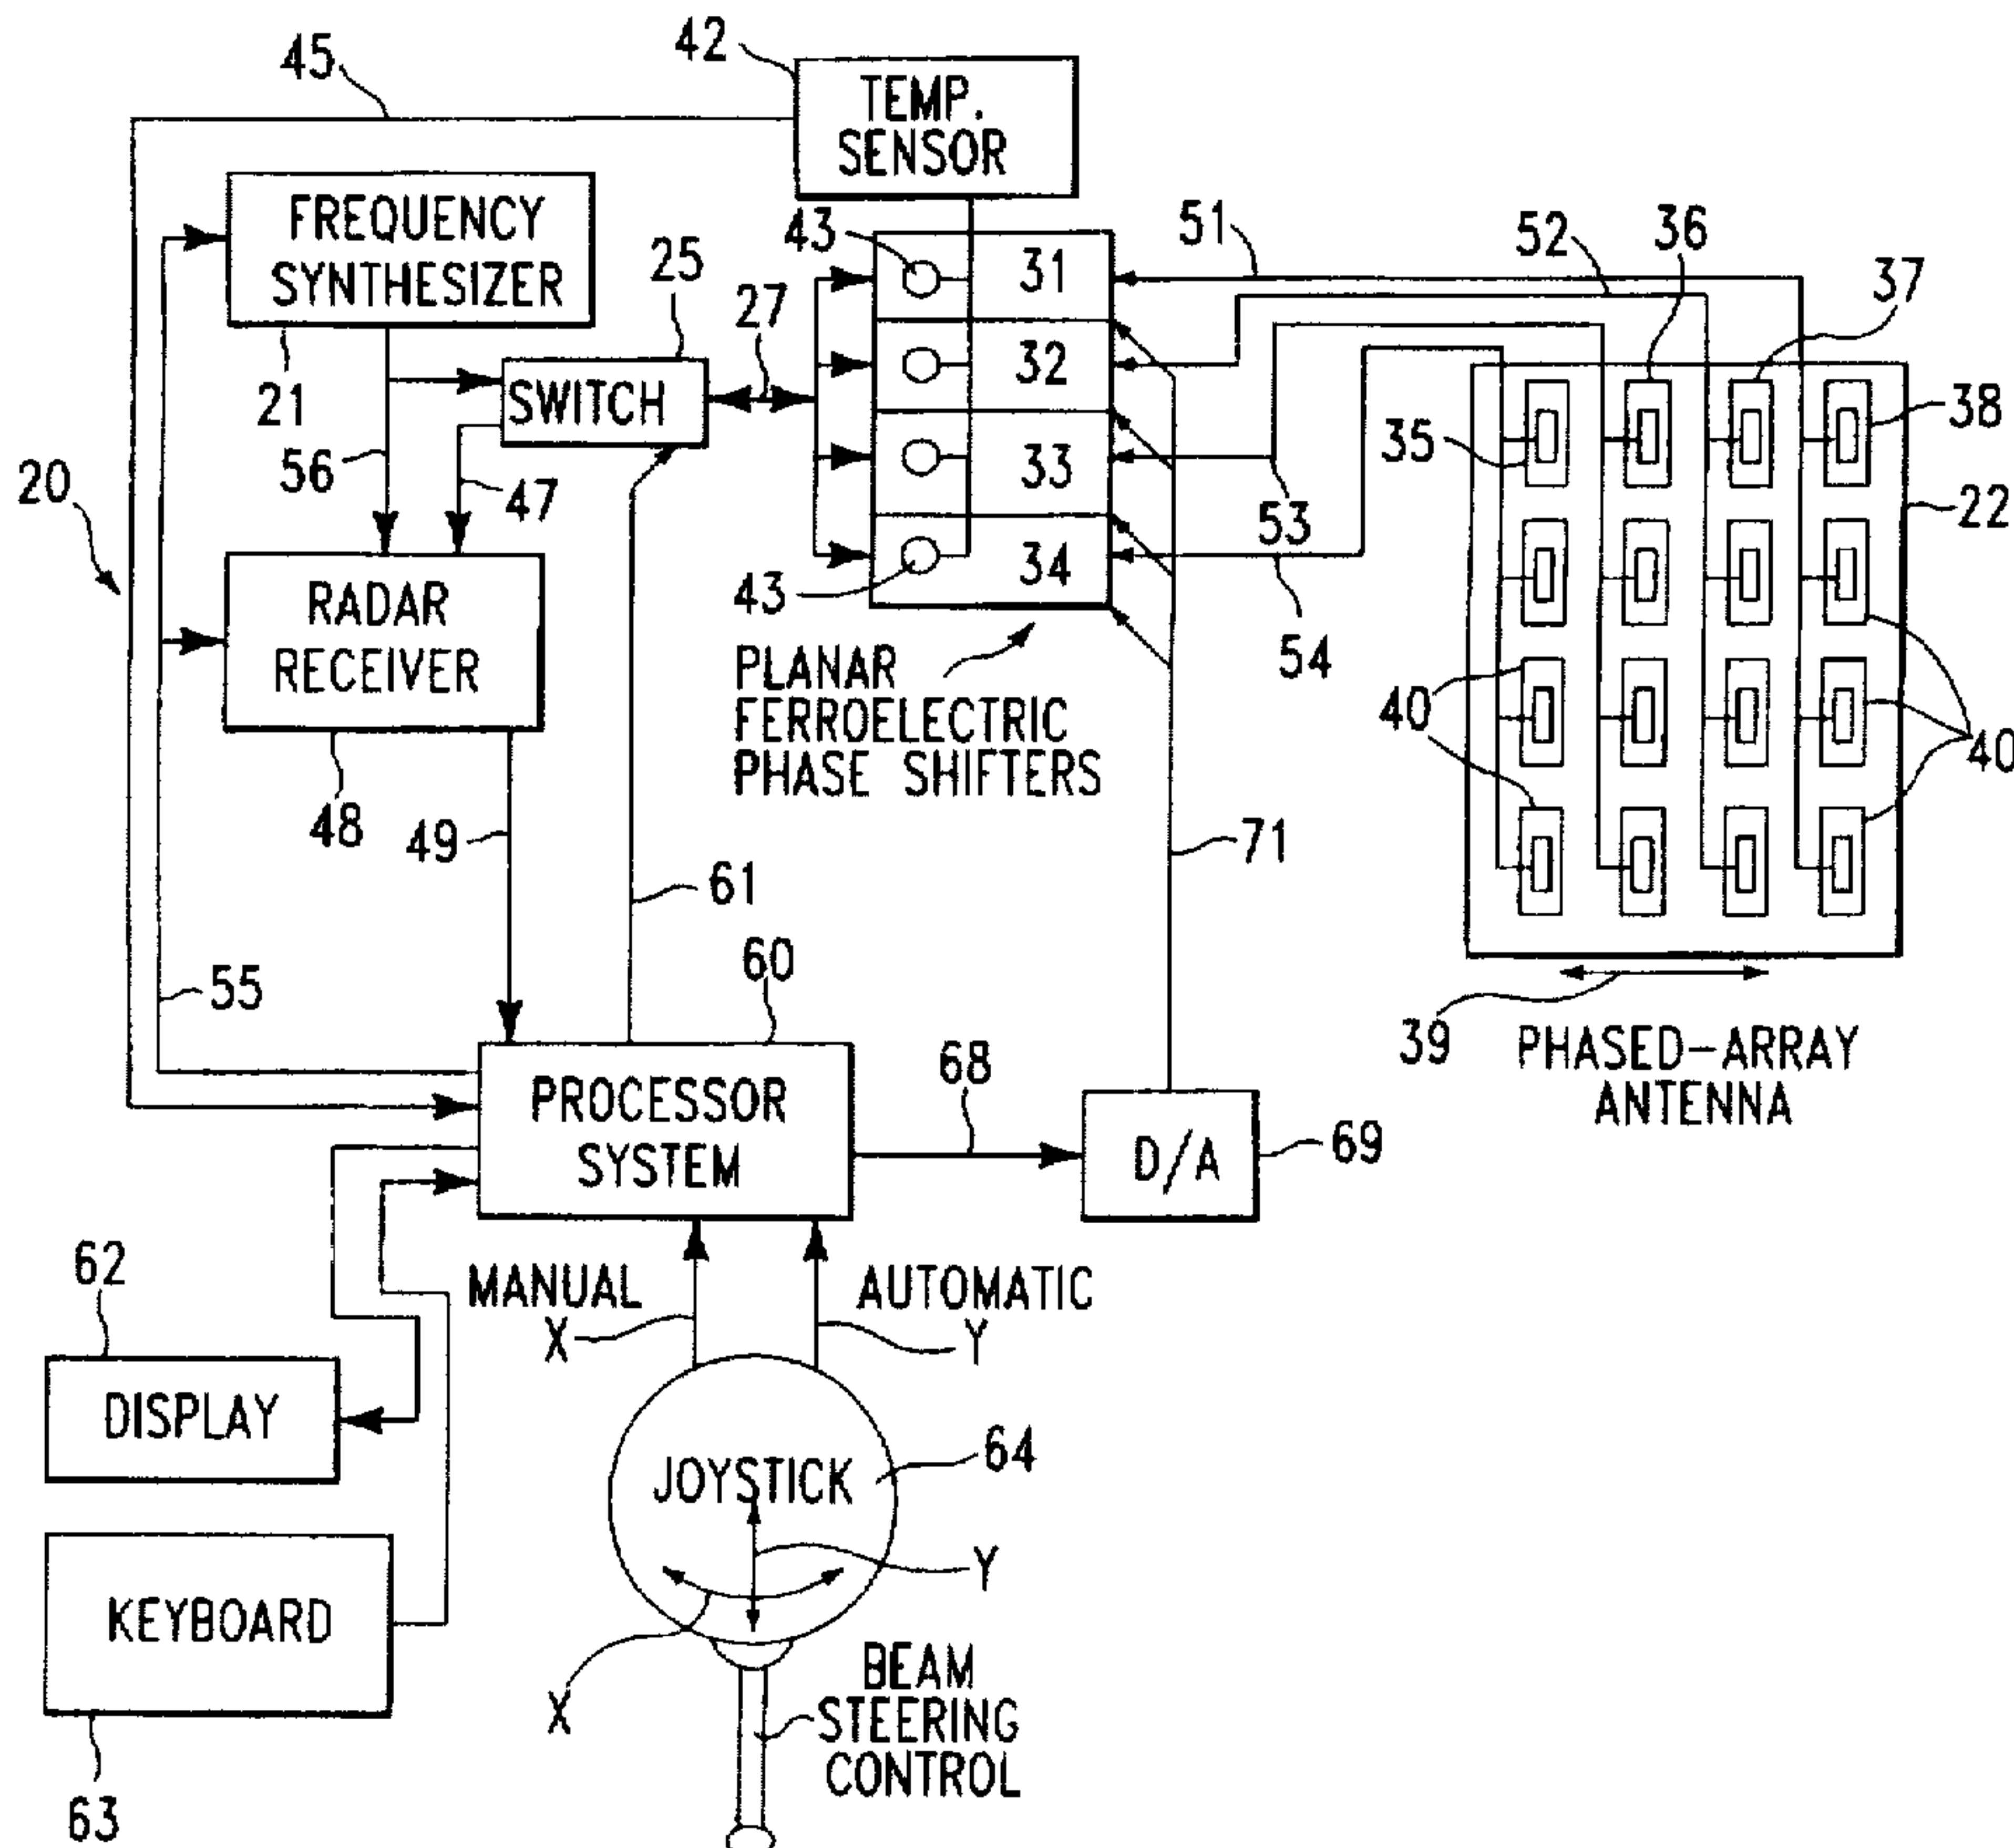 42
45
TEMP.
SENSOR
FREQUENCY
SYNTHESIZER
21
25
27
43
31
32
33
34
43
51
52
36
37
35
38
22
SWITCH
56
47
20
53
54
RADAR
RECEIVER
48
49
PLANAR
FERROELECTRIC
PHASE SHIFTERS
40
40
71
61
55
60
39
PHASED-ARRAY
ANTENNA
PROCESSOR
SYSTEM
68
D/A
69
62
MANUAL
X
AUTOMATIC
Y
DISPLAY
JOYSTICK
64
Y
KEYBOARD
X
BEAM
STEERING
CONTROL
63